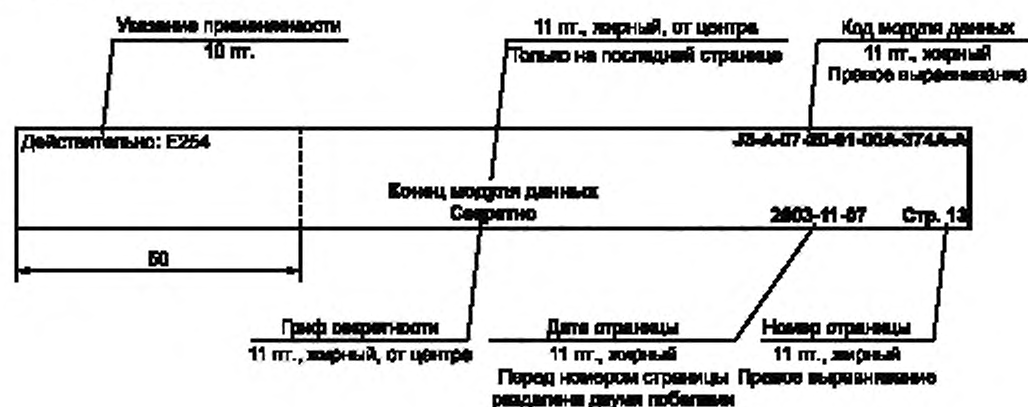 Указание применяемости
10 пт.
11 пт., жирный, от центра
Только на последней странице
Код модуля данных
11 пт., жирный
Правое выравнивание
Действительно: E254
Конец модуля данных
Секретно
2003-11-07 Стр. 13
50
Гриф секретности
11 пт., жирный, от центра
Дата страницы
11 пт., жирный
Перед номером страницы
разделена двумя пробелами
Номер страницы
11 пт., жирный
Правое выравнивание